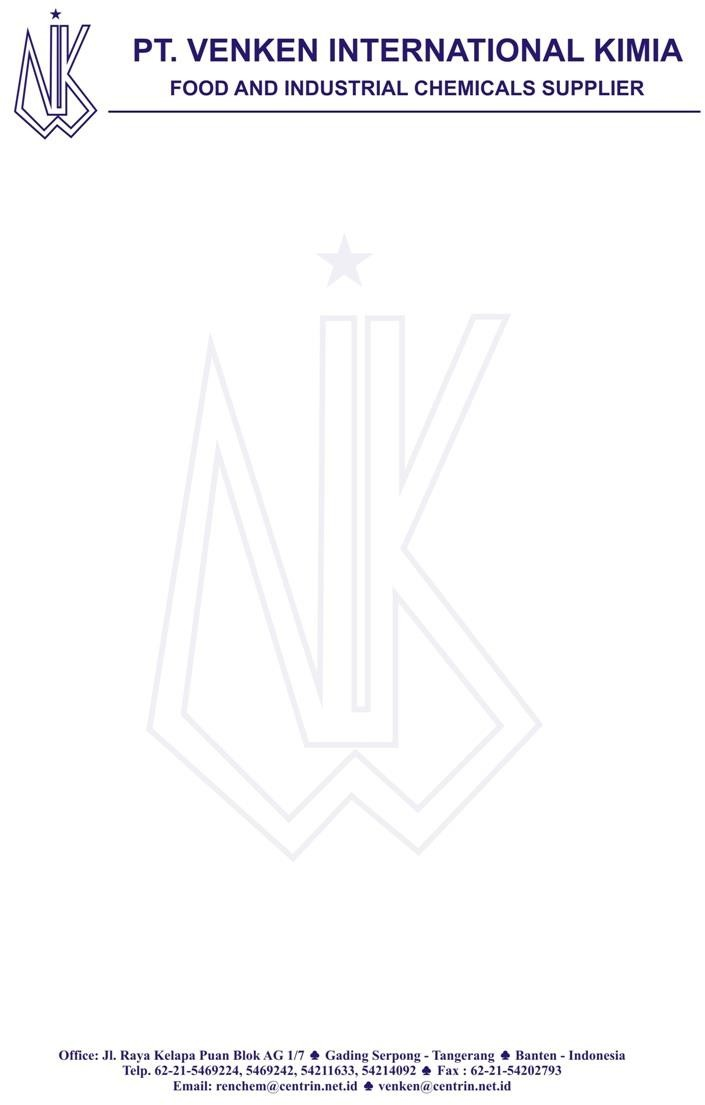 PT. VENKEN INTERNATIONAL KIMIA
FOOD AND INDUSTRIAL CHEMICALS SUPPLIER
Office: Jl. Raya Kelapa Puan Blok AG 1/7 ♠ Gading Serpong - Tangerang ♠ Banten - Indonesia
Telp. 62-21-5469224, 5469242, 54211633, 54214092 ♠ Fax : 62-21-54202793
Email: renchem@centrin.net.id ♠ venken@centrin.net.id